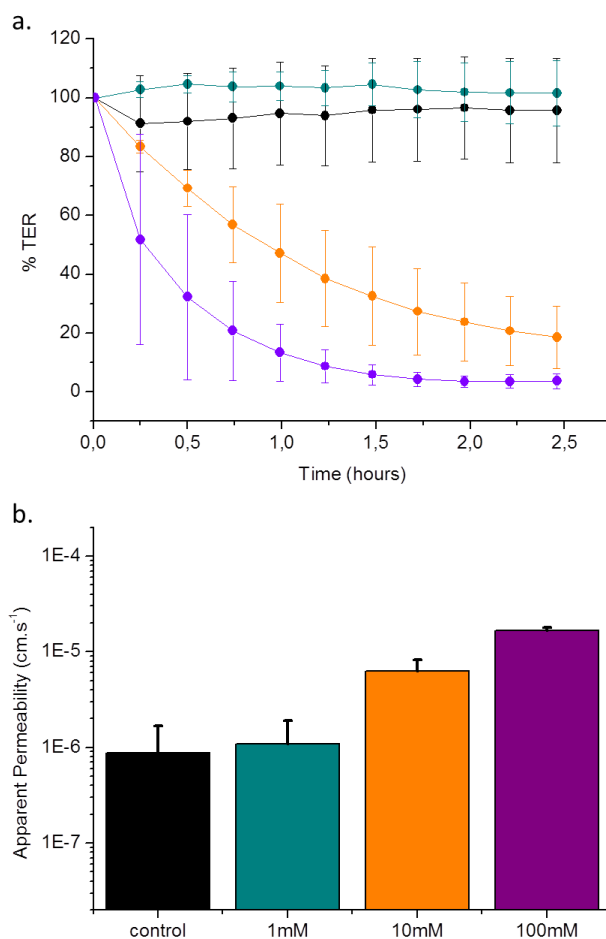 a.
120
100
80
60
40
20
0
% TER
0,0 0,5 1,0 1,5 2,0 2,5
Time (hours)
b.
1E-4
1E-5
1E-6
1E-7
Apparent Permeability (cm.s⁻¹)
control 1mM 10mM 100mM